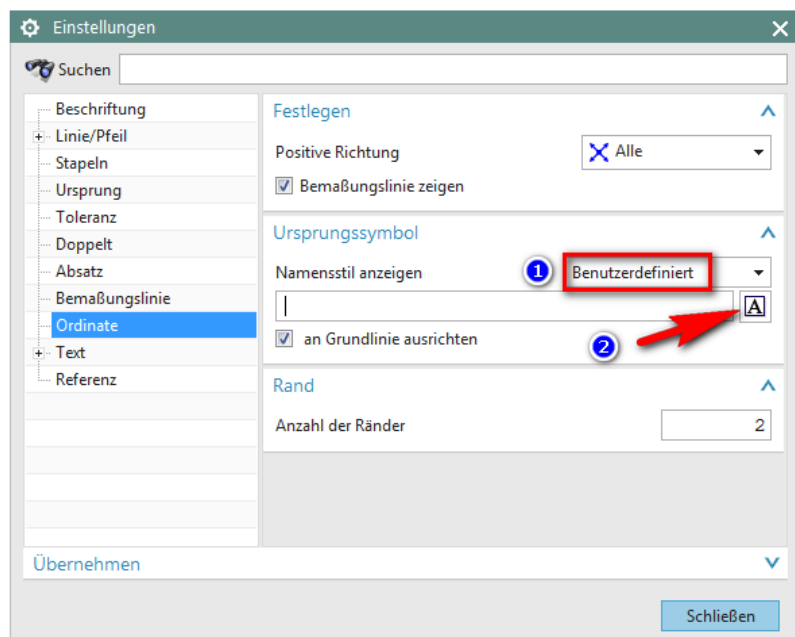 Einstellungen
Suchen
Beschriftung
Linie/Pfeil
Stapeln
Ursprung
Toleranz
Doppelt
Absatz
Bemaßungslinie
Ordinate
Text
Referenz
Festlegen
Positive Richtung Alle
Bemaßungslinie zeigen
Ursprungssymbol
Namensstil anzeigen 1 Benutzerdefiniert
A
an Grundlinie ausrichten 2
Rand
Anzahl der Ränder 2
Übernehmen
Schließen